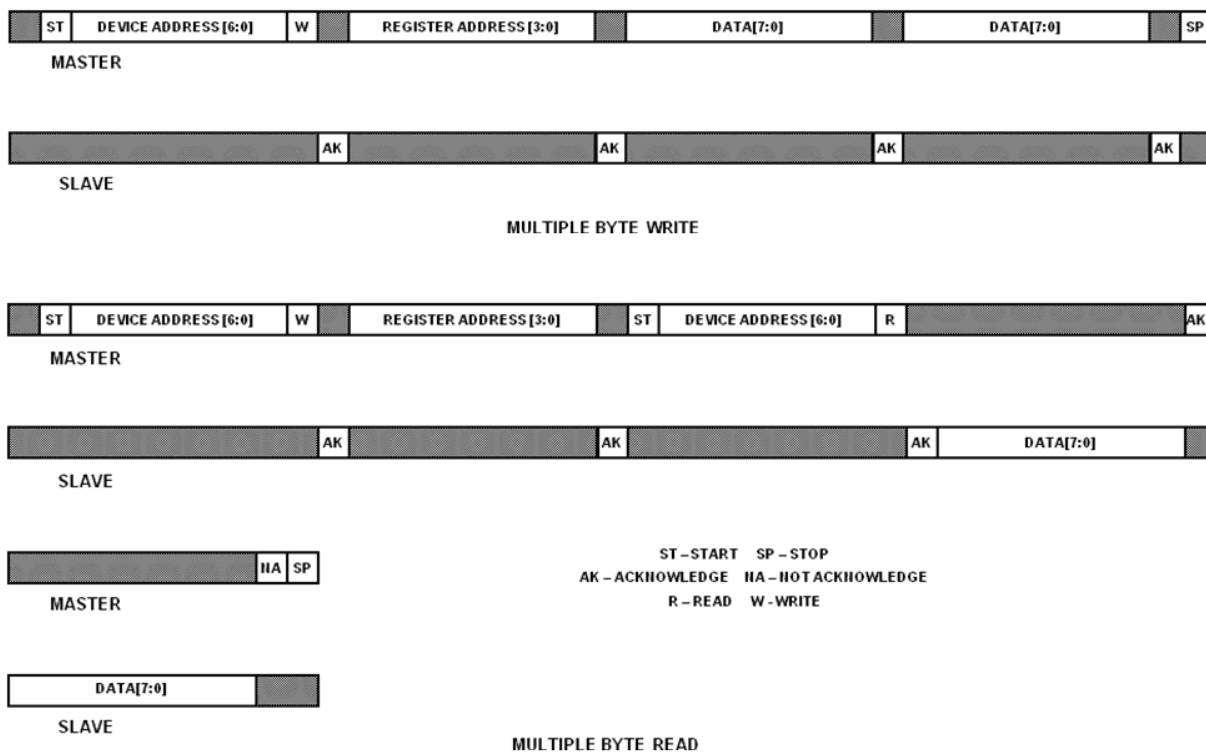 ST DEVICE ADDRESS [6:0] W REGISTER ADDRESS [3:0] DATA[7:0] DATA[7:0] SP
MASTER
AK AK AK AK
SLAVE
MULTIPLE BYTE WRITE
ST DEVICE ADDRESS [6:0] W REGISTER ADDRESS [3:0] ST DEVICE ADDRESS [6:0] R AK
MASTER
AK AK AK DATA[7:0]
SLAVE
NA SP
MASTER
ST – START SP – STOP
AK – ACKNOWLEDGE NA – NOT ACKNOWLEDGE
R – READ W - WRITE
DATA[7:0]
SLAVE
MULTIPLE BYTE READ